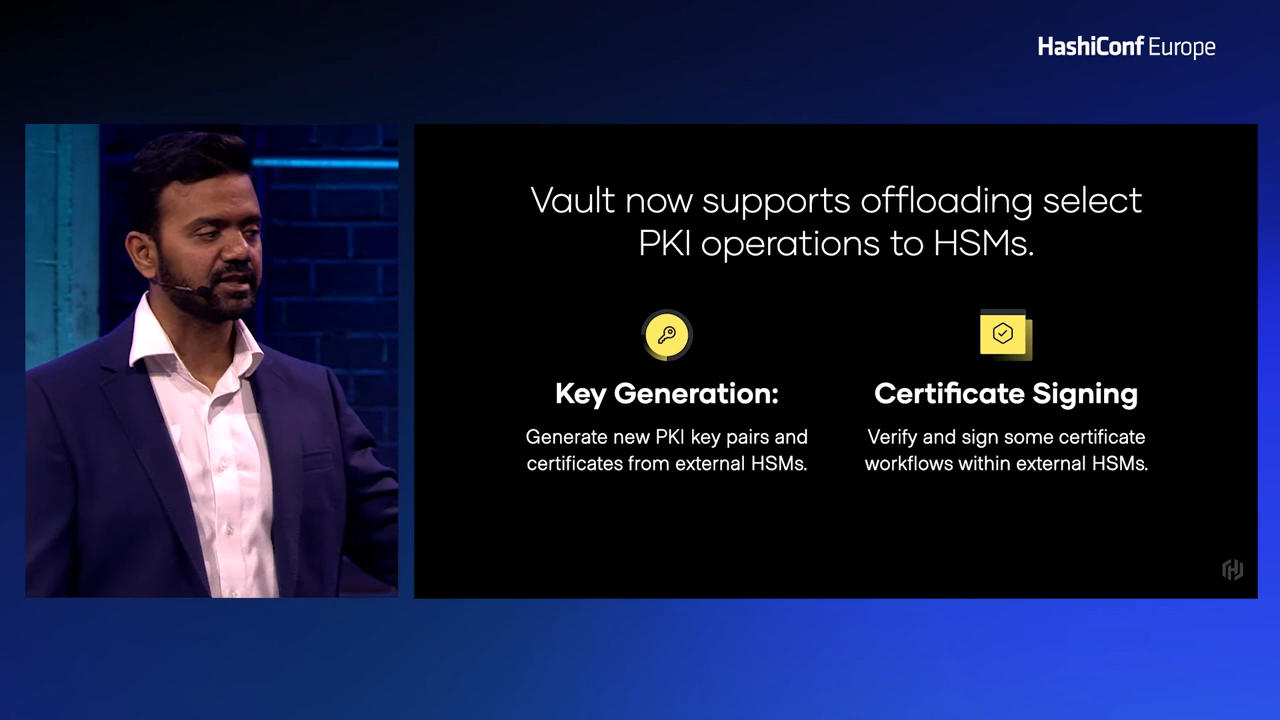 HashiConf Europe
Vault now supports offloading select
PKI operations to HSMs.
Key Generation:
Generate new PKI key pairs and
certificates from external HSMs.
Certificate Signing
Verify and sign some certificate
workflows within external HSMs.